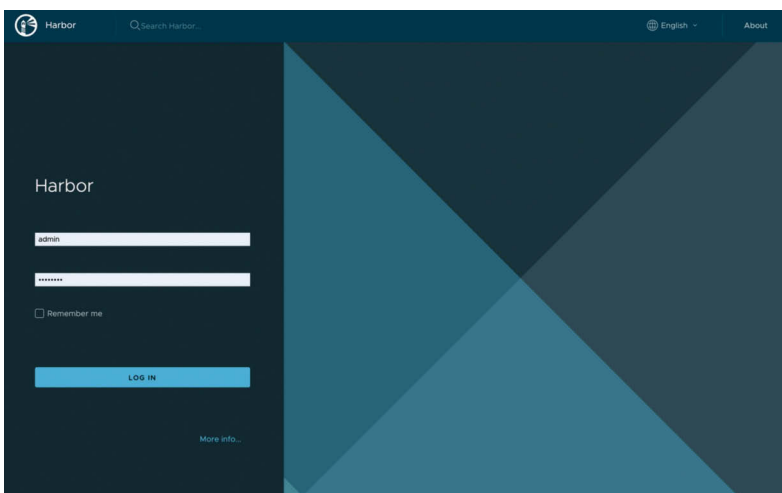 Harbor
Search Harbor...
English
About
Harbor
admin
••••••••
Remember me
LOG IN
More info...